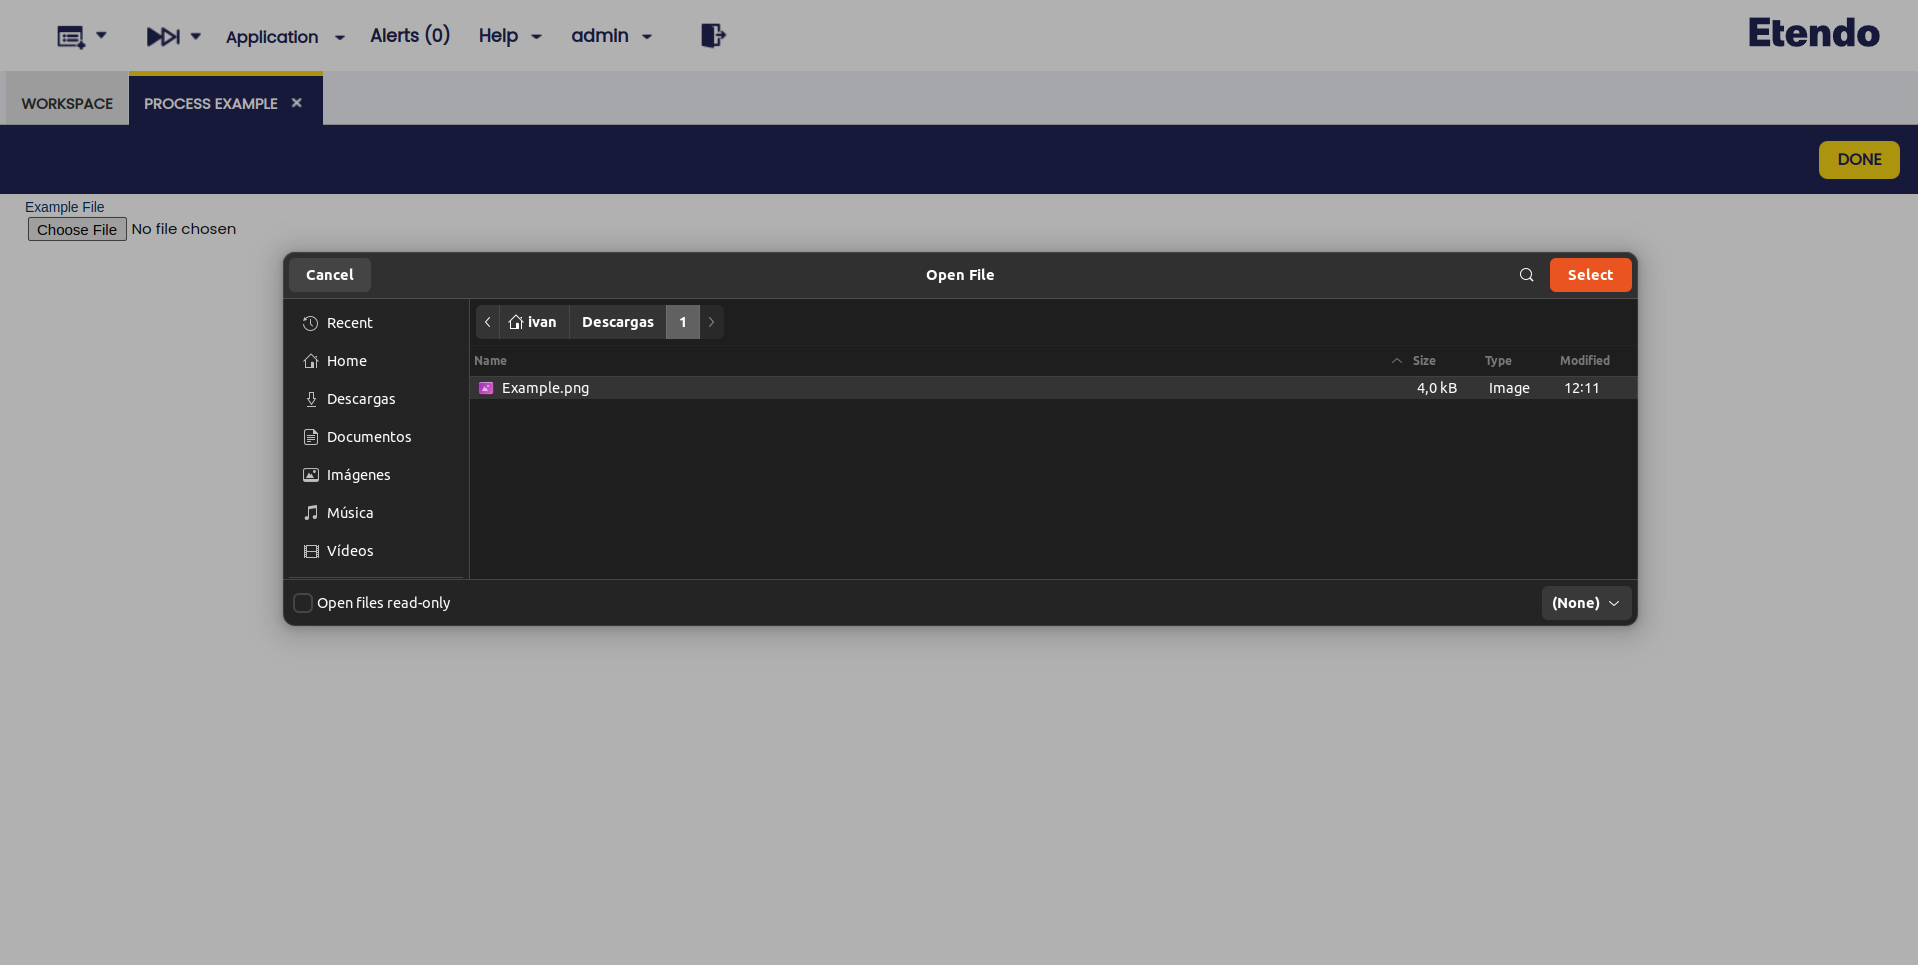 Application Alerts (0) Help admin Etendo
WORKSPACE PROCESS EXAMPLE ×
DONE
Example File
Choose File No file chosen
Cancel Open File Select
Recent
Home
Descargas
Documentos
Imágenes
Música
Vídeos
ivan Descargas 1
Name Size Type Modified
Example.png 4,0 kB Image 12:11
Open files read-only (None)